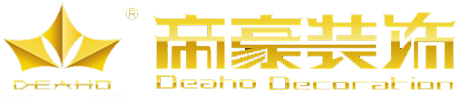 DEAHO
®
帝豪装饰
Deaho Decoration